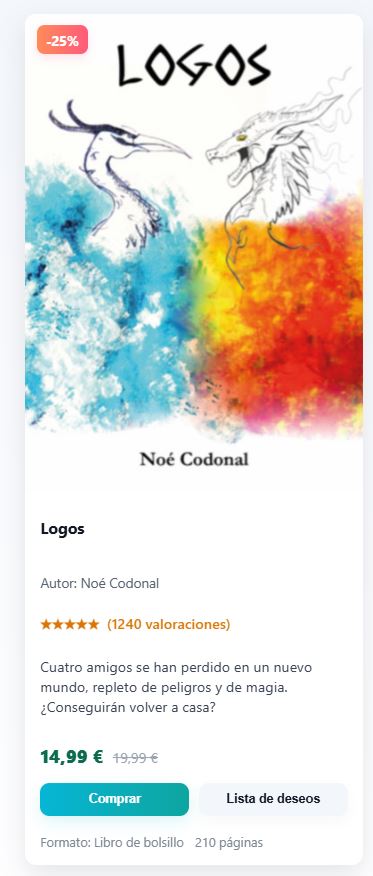 -25%
LOGOS
Noé Codonal
Logos
Autor: Noé Codonal
★★★★★ (1240 valoraciones)
Cuatro amigos se han perdido en un nuevo
mundo, repleto de peligros y de magia.
¿Conseguirán volver a casa?
14,99 € 19,99 €
Comprar Lista de deseos
Formato: Libro de bolsillo 210 páginas